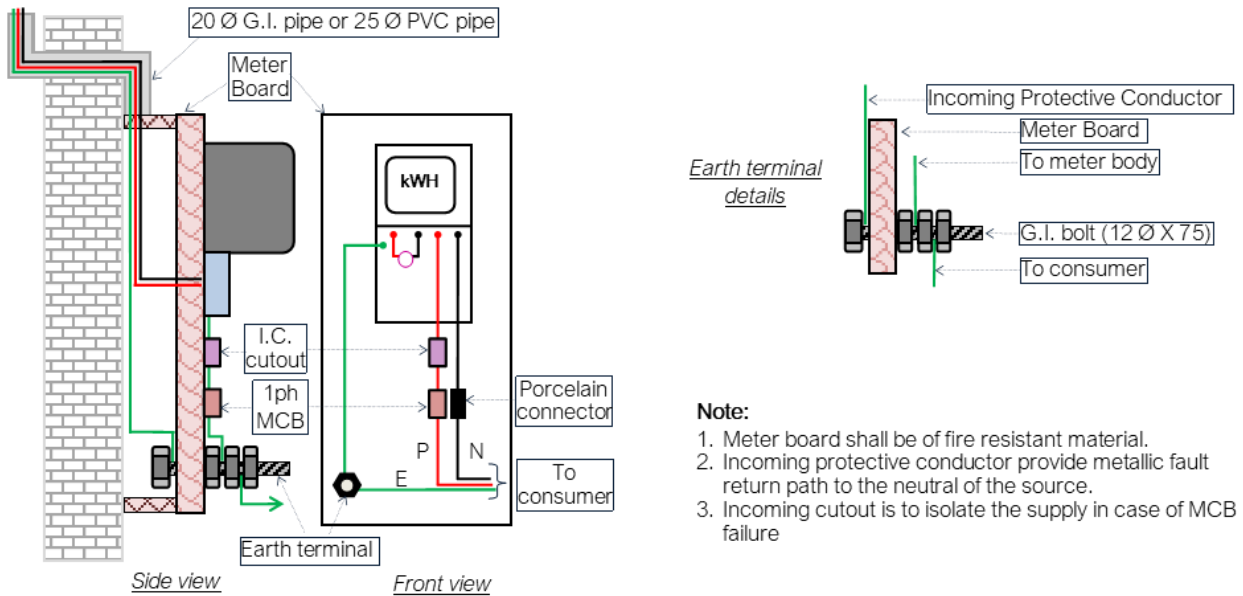 20 Ø G.I. pipe or 25 Ø PVC pipe
Meter
Board
kWH
I.C.
cutout
1ph
MCB
Porcelain
connector
P
N
E
To
consumer
Earth terminal
Side view
Front view
Incoming Protective Conductor
Meter Board
To meter body
Earth terminal
details
G.I. bolt (12 Ø X 75)
To consumer
Note:
1. Meter board shall be of fire resistant material.
2. Incoming protective conductor provide metallic fault
return path to the neutral of the source.
3. Incoming cutout is to isolate the supply in case of MCB
failure